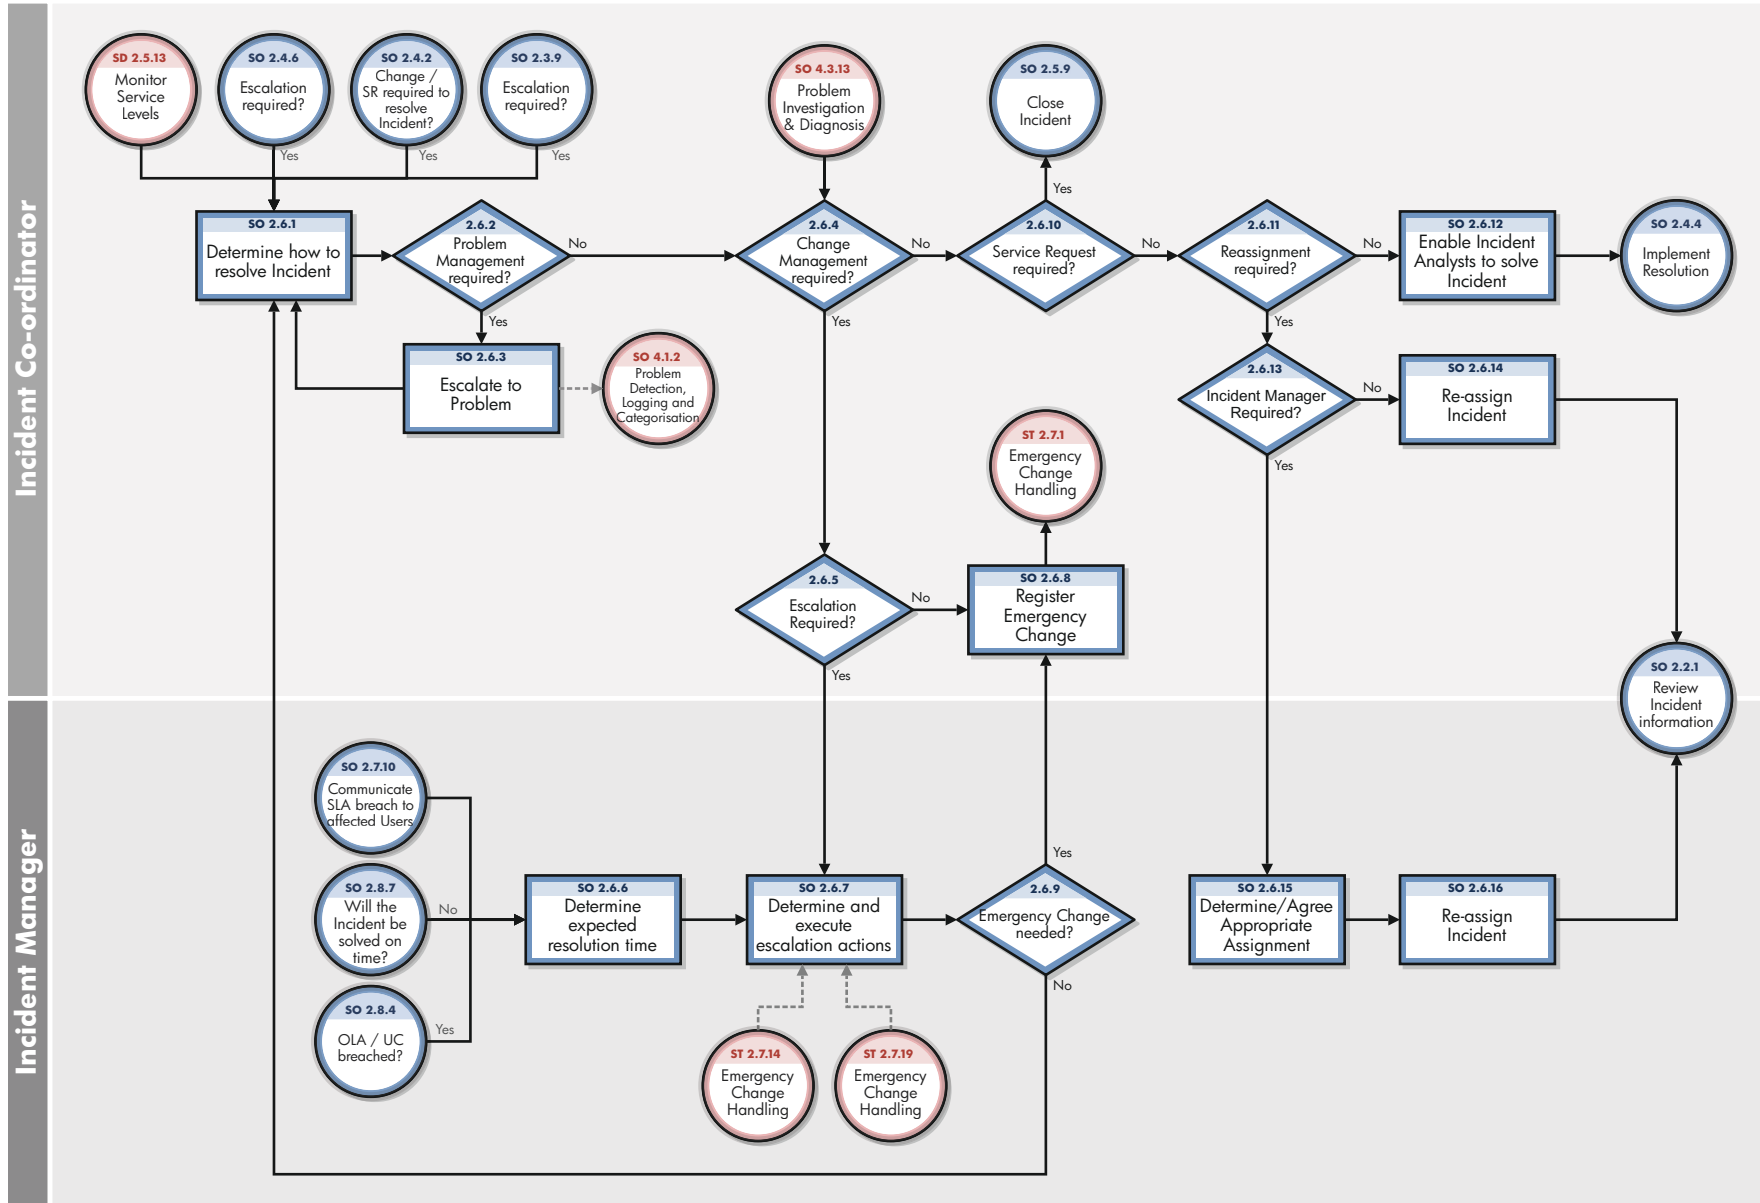 Incident Co-ordinator
SD 2.5.13
Monitor
Service
Levels
SO 2.4.6
Escalation
required?
Yes
SO 2.4.2
Change /
SR required to
resolve
Incident?
Yes
SO 2.3.9
Escalation
required?
Yes
SO 4.3.13
Problem
Investigation
& Diagnosis
SO 2.5.9
Close
Incident
Yes
SO 2.6.1
Determine how to
resolve Incident
2.6.2
Problem
Management
required?
No
Yes
2.6.4
Change
Management
required?
No
Yes
2.6.10
Service Request
required?
No
2.6.11
Reassignment
required?
No
Yes
SO 2.6.12
Enable Incident
Analysts to solve
Incident
SO 2.4.4
Implement
Resolution
SO 2.6.3
Escalate to
Problem
SO 4.1.2
Problem
Detection,
Logging and
Categorisation
2.6.13
Incident Manager
Required?
No
Yes
SO 2.6.14
Re-assign
Incident
ST 2.7.1
Emergency
Change
Handling
2.6.5
Escalation
Required?
No
Yes
SO 2.6.8
Register
Emergency
Change
SO 2.2.1
Review
Incident
information
Incident Manager
SO 2.7.10
Communicate
SLA breach to
affected Users
SO 2.8.7
Will the
Incident be
solved on
time?
No
SO 2.8.4
OLA / UC
breached?
Yes
SO 2.6.6
Determine
expected
resolution time
SO 2.6.7
Determine and
execute
escalation actions
Yes
2.6.9
Emergency Change
needed?
No
SO 2.6.15
Determine/Agree
Appropriate
Assignment
SO 2.6.16
Re-assign
Incident
ST 2.7.14
Emergency
Change
Handling
ST 2.7.19
Emergency
Change
Handling